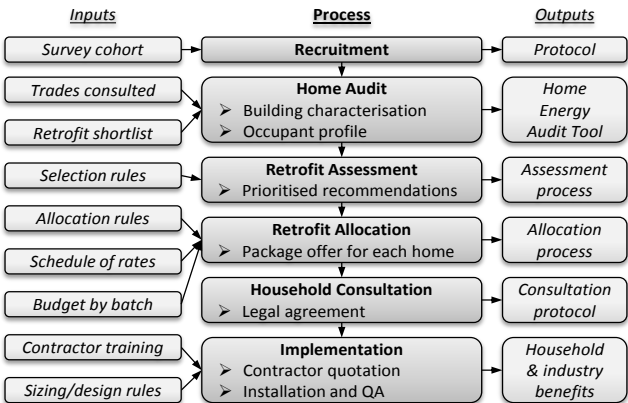 Inputs
Process
Outputs
Survey cohort
Recruitment
Protocol
Trades consulted
Retrofit shortlist
Home Audit
➢ Building characterisation
➢ Occupant profile
Home
Energy
Audit Tool
Selection rules
Retrofit Assessment
➢ Prioritised recommendations
Assessment
process
Allocation rules
Schedule of rates
Budget by batch
Retrofit Allocation
➢ Package offer for each home
Allocation
process
Household Consultation
➢ Legal agreement
Consultation
protocol
Contractor training
Sizing/design rules
Implementation
➢ Contractor quotation
➢ Installation and QA
Household
& industry
benefits